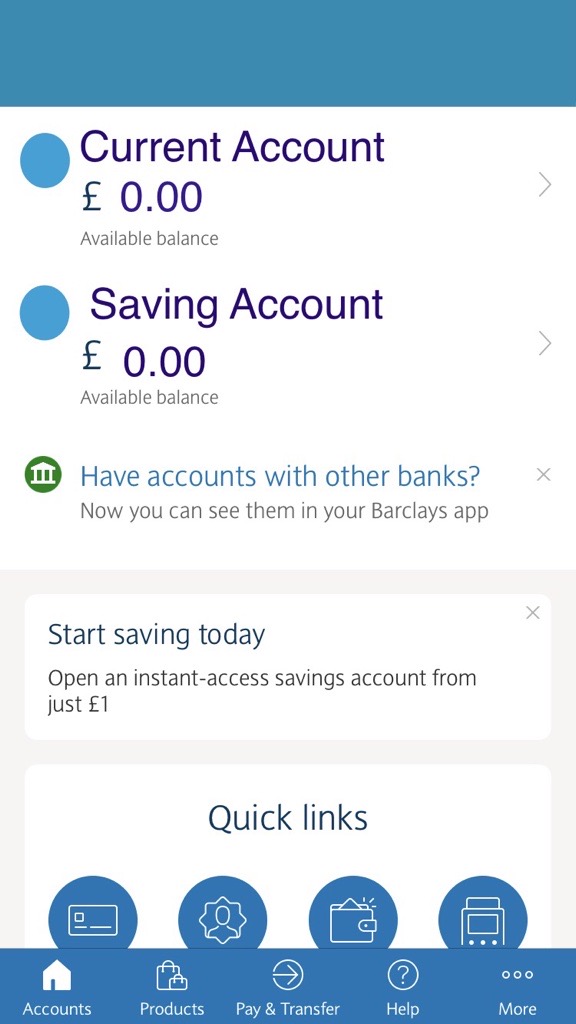 Current Account
£ 0.00
Available balance
Saving Account
£ 0.00
Available balance
Have accounts with other banks?
Now you can see them in your Barclays app
Start saving today
Open an instant-access savings account from
just £1
Quick links
Accounts Products Pay & Transfer Help More